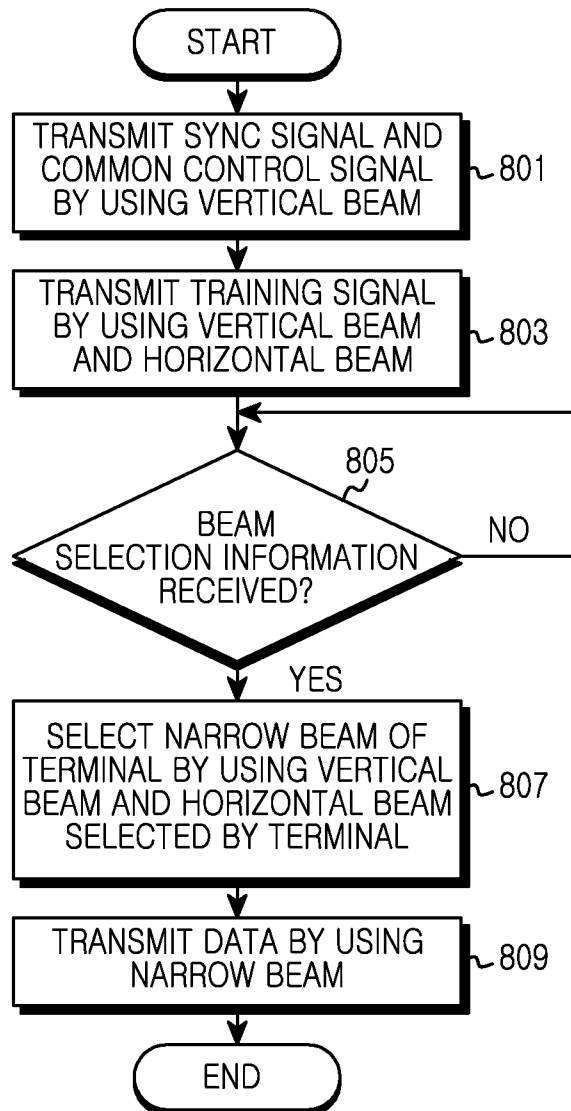 START
TRANSMIT SYNC SIGNAL AND
COMMON CONTROL SIGNAL
BY USING VERTICAL BEAM
801
TRANSMIT TRAINING SIGNAL
BY USING VERTICAL BEAM
AND HORIZONTAL BEAM
803
805
BEAM
SELECTION INFORMATION
RECEIVED?
NO
YES
SELECT NARROW BEAM OF
TERMINAL BY USING VERTICAL
BEAM AND HORIZONTAL BEAM
SELECTED BY TERMINAL
807
TRANSMIT DATA BY USING
NARROW BEAM
809
END